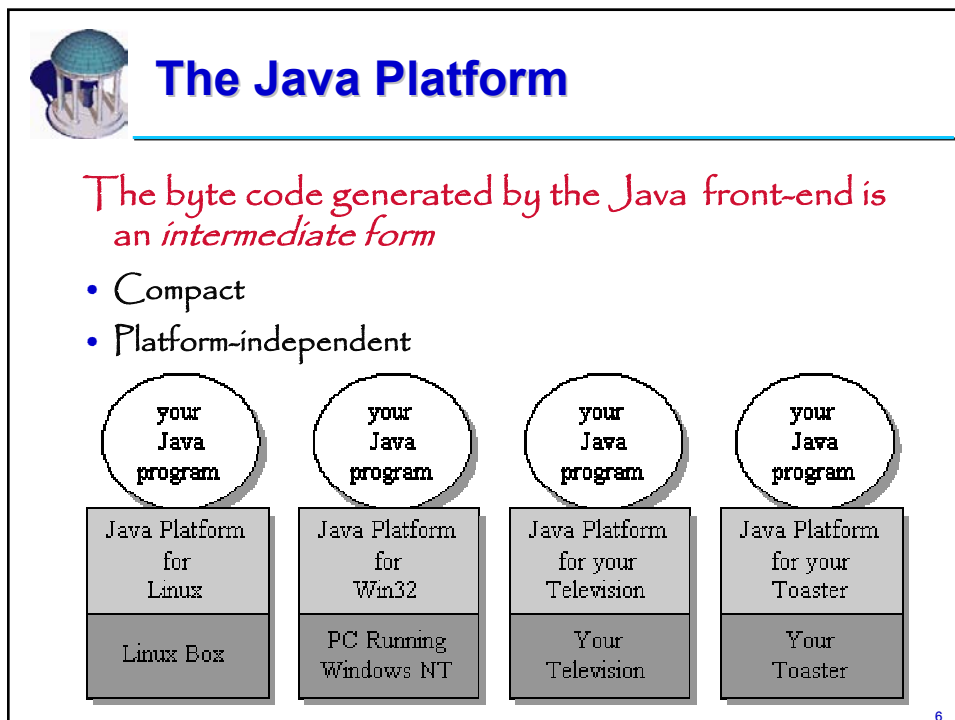 The Java Platform
The byte code generated by the Java front-end is
an intermediate form
• Compact
• Platform-independent
your
Java
program
your
Java
program
your
Java
program
your
Java
program
Java Platform
for
Linux
Java Platform
for
Win32
Java Platform
for your
Television
Java Platform
for your
Toaster
Linux Box
PC Running
Windows NT
Your
Television
Your
Toaster
6